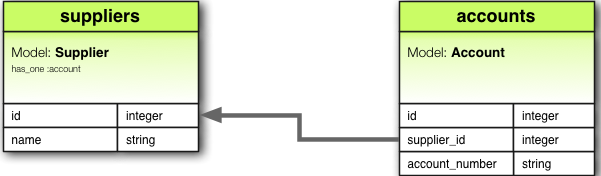 suppliers
Model: Supplier
has_one :account
id integer
name string
accounts
Model: Account
id integer
supplier_id integer
account_number string